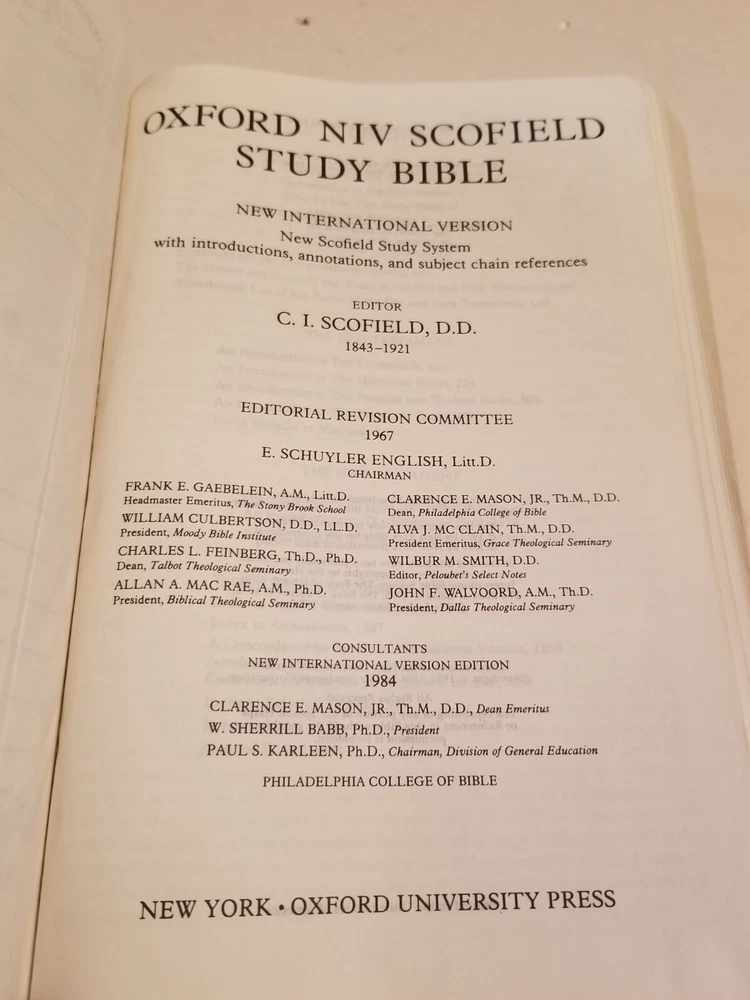 OXFORD NIV SCOFIELD
STUDY BIBLE
NEW INTERNATIONAL VERSION
New Scofield Study System
with introductions, annotations, and subject chain references
EDITOR
C. I. SCOFIELD, D.D.
1843–1921
EDITORIAL REVISION COMMITTEE
1967
E. SCHUYLER ENGLISH, Litt.D.
CHAIRMAN
FRANK E. GAEBELEIN, A.M., Litt.D.
Headmaster Emeritus, The Stony Brook School
WILLIAM CULBERTSON, D.D., LL.D.
President, Moody Bible Institute
CHARLES L. FEINBERG, Th.D., Ph.D.
Dean, Talbot Theological Seminary
ALLAN A. MAC RAE, A.M., Ph.D.
President, Biblical Theological Seminary
CLARENCE E. MASON, JR., Th.M., D.D.
Dean, Philadelphia College of Bible
ALVA J. MC CLAIN, Th.M., D.D.
President Emeritus, Grace Theological Seminary
WILBUR M. SMITH, D.D.
Editor, Peloubet's Select Notes
JOHN F. WALVOORD, A.M., Th.D.
President, Dallas Theological Seminary
CONSULTANTS
NEW INTERNATIONAL VERSION EDITION
1984
CLARENCE E. MASON, JR., Th.M., D.D., Dean Emeritus
W. SHERRILL BABB, Ph.D., President
PAUL S. KARLEEN, Ph.D., Chairman, Division of General Education
PHILADELPHIA COLLEGE OF BIBLE
NEW YORK • OXFORD UNIVERSITY PRESS